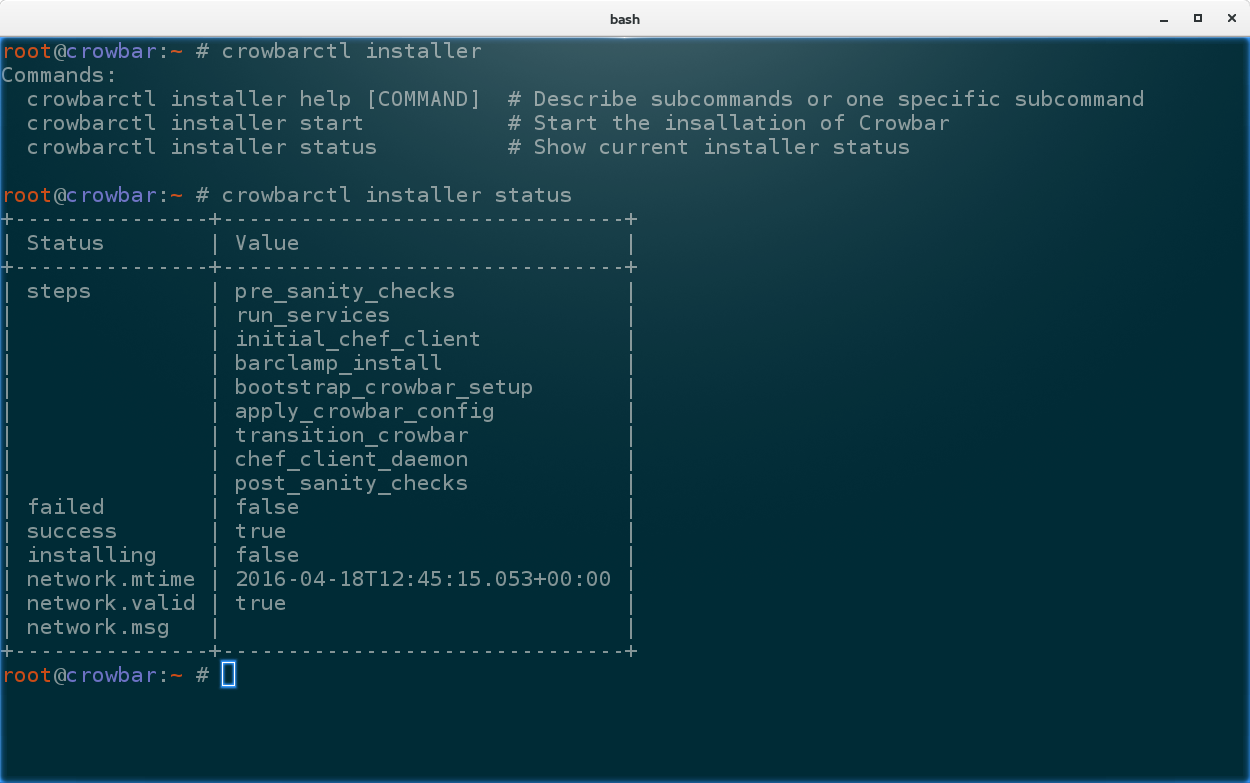 bash
root@crowbar:~ # crowbarctl installer
Commands:
  crowbarctl installer help [COMMAND]  # Describe subcommands or one specific subcommand
  crowbarctl installer start           # Start the insallation of Crowbar
  crowbarctl installer status          # Show current installer status

root@crowbar:~ # crowbarctl installer status
+---------------+-------------------------------+
| Status        | Value                         |
+---------------+-------------------------------+
| steps         | pre_sanity_checks             |
|               | run_services                  |
|               | initial_chef_client           |
|               | barclamp_install              |
|               | bootstrap_crowbar_setup       |
|               | apply_crowbar_config          |
|               | transition_crowbar            |
|               | chef_client_daemon            |
|               | post_sanity_checks            |
| failed        | false                         |
| success       | true                          |
| installing    | false                         |
| network.mtime | 2016-04-18T12:45:15.053+00:00 |
| network.valid | true                          |
| network.msg   |                               |
+---------------+-------------------------------+
root@crowbar:~ #